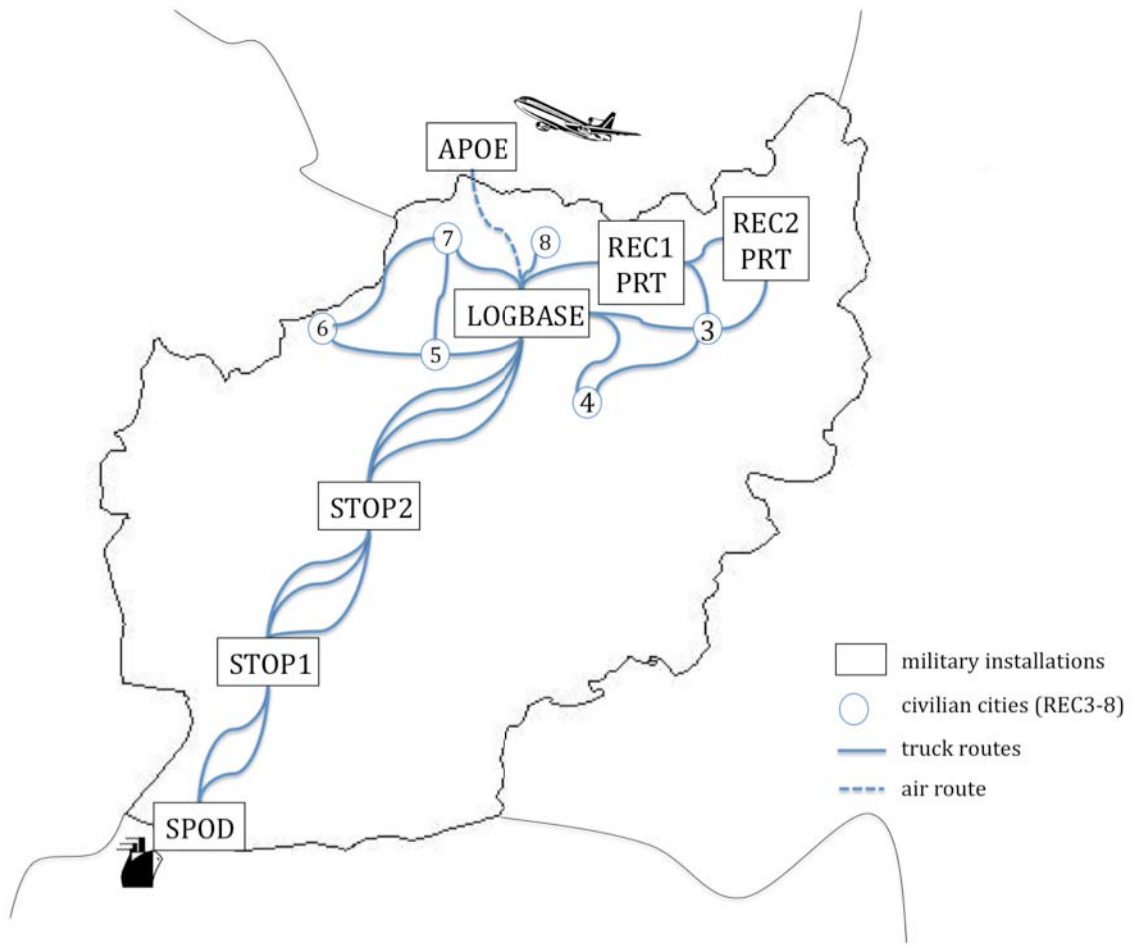 APOE
7
8
REC1
PRT
REC2
PRT
LOGBASE
6
5
3
4
STOP2
STOP1
SPOD
military installations
civilian cities (REC3-8)
truck routes
air route